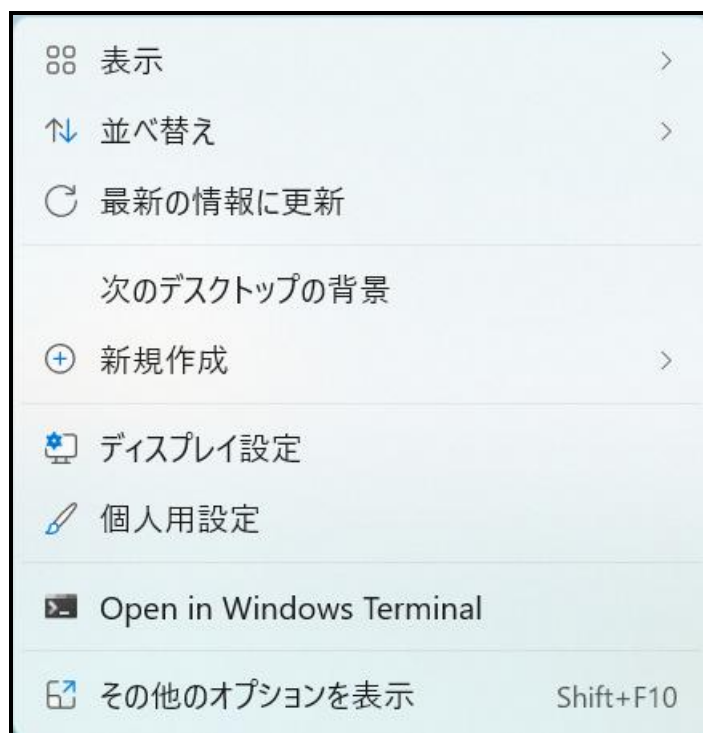 表示
並べ替え
最新の情報に更新
次のデスクトップの背景
新規作成
ディスプレイ設定
個人用設定
Open in Windows Terminal
その他のオプションを表示 Shift+F10